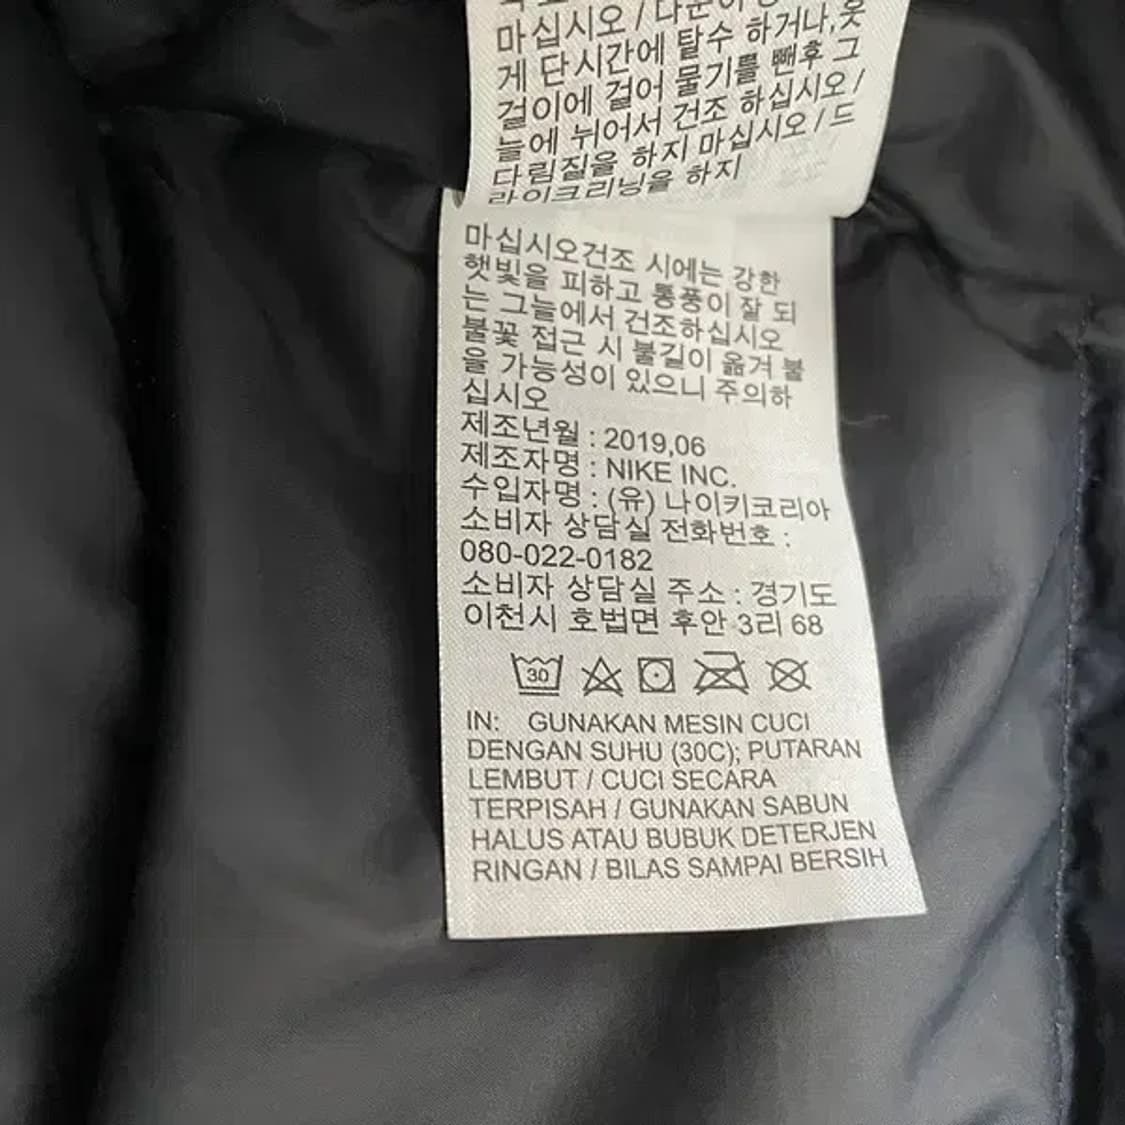 마십시오 / 다운이
게 단시간에 탈수 하거나, 옷
걸이에 걸어 물기를 뺀후 그
늘에 뉘어서 건조 하십시오 /
다림질을 하지 마십시오 / 드
라이크리닝을 하지
마십시오건조 시에는 강한
햇빛을 피하고 통풍이 잘 되
는 그늘에서 건조하십시오
불꽃 접근 시 불길이 옮겨 붙
을 가능성이 있으니 주의하
십시오
제조년월 : 2019,06
제조자명 : NIKE INC.
수입자명 : (유) 나이키코리아
소비자 상담실 전화번호 :
080-022-0182
소비자 상담실 주소 : 경기도
이천시 호법면 후안 3리 68
30
IN: GUNAKAN MESIN CUCI
DENGAN SUHU (30C); PUTARAN
LEMBUT / CUCI SECARA
TERPISAH / GUNAKAN SABUN
HALUS ATAU BUBUK DETERJEN
RINGAN / BILAS SAMPAI BERSIH